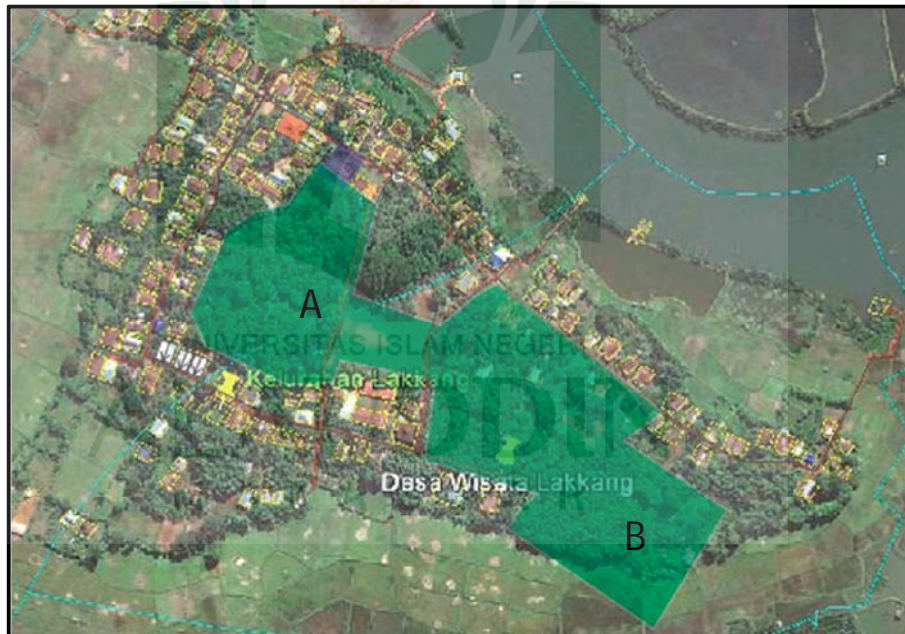 A
UNIVERSITAS ISLAM NEGERI
Kelurahan Lakkang
Desa Wisata Lakkang
B